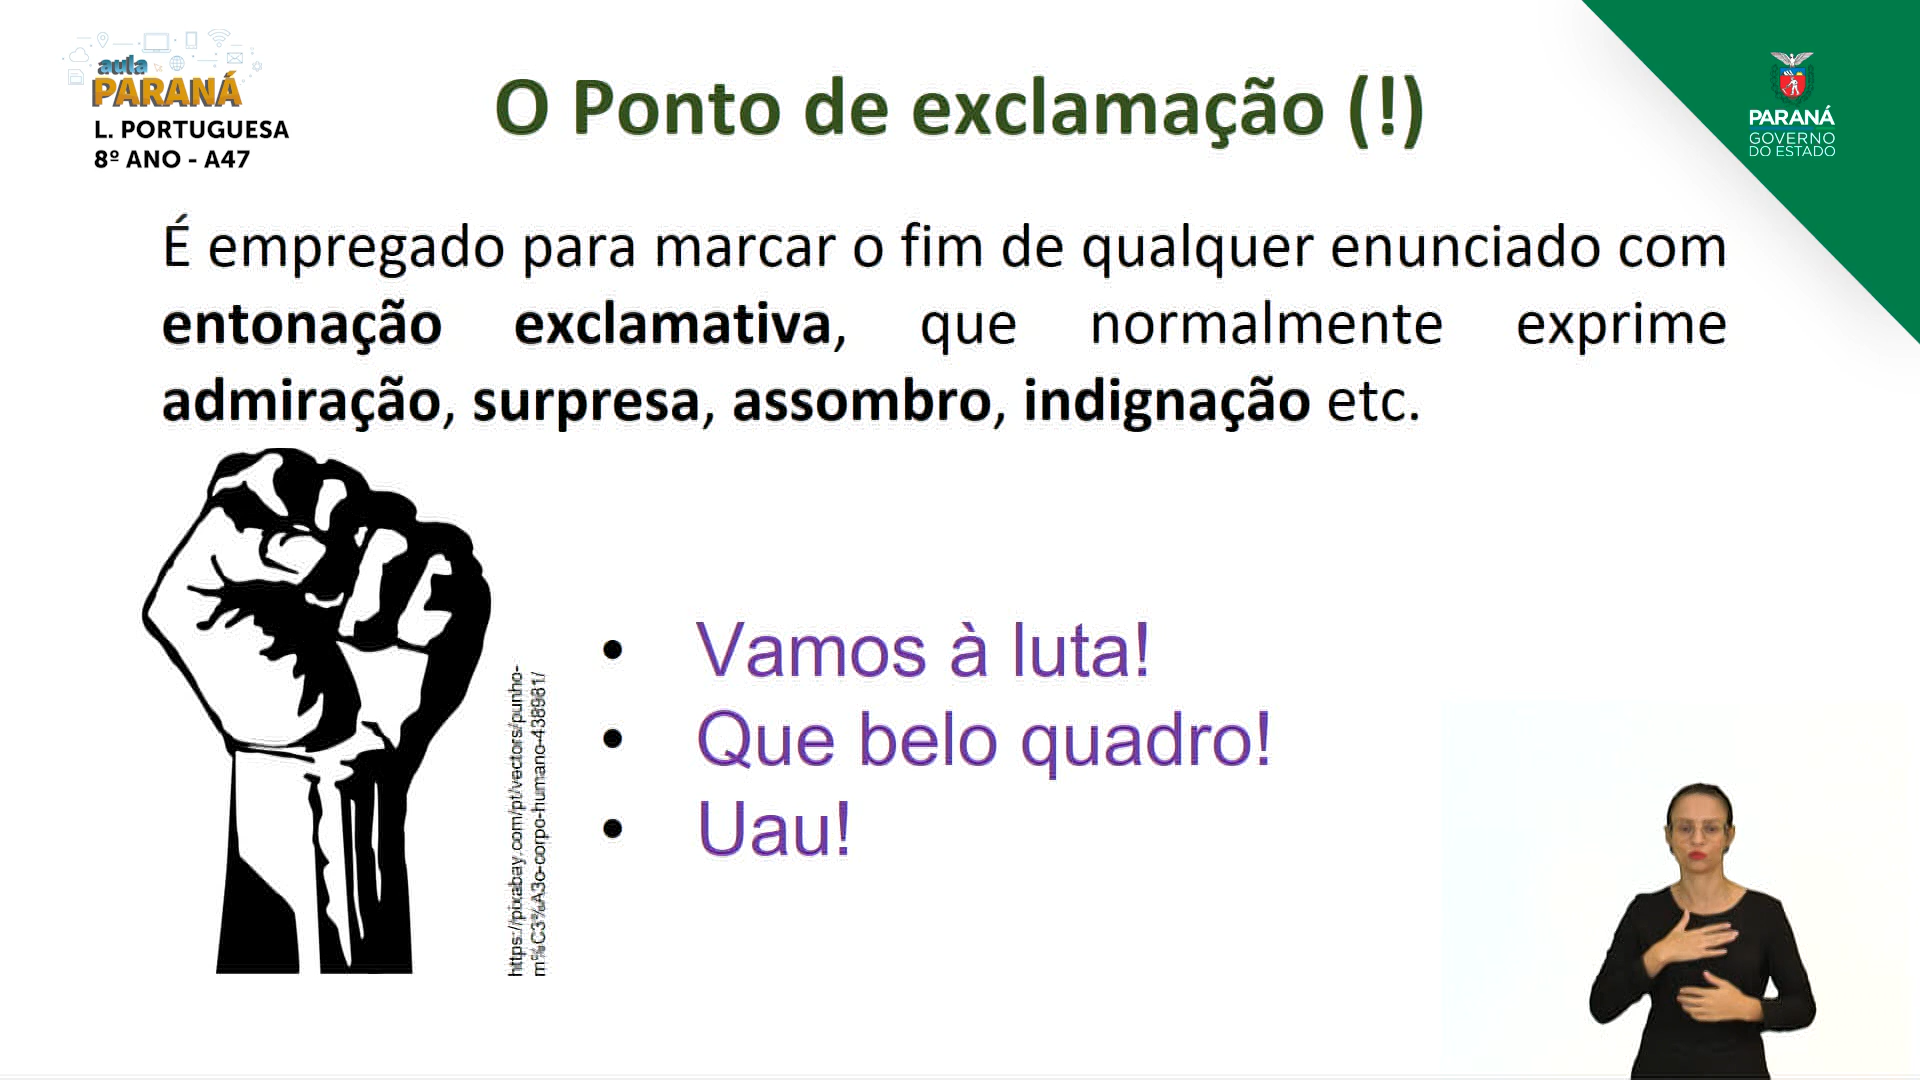 aula
PARANÁ
L. PORTUGUESA
8º ANO - A47
O Ponto de exclamação (!)
PARANÁ
GOVERNO
DO ESTADO
É empregado para marcar o fim de qualquer enunciado com
entonação exclamativa, que normalmente exprime
admiração, surpresa, assombro, indignação etc.
https://pixabay.com/pt/vectors/punho-
m%C3%A3o-corpo-humano-438981/
• Vamos à luta!
• Que belo quadro!
• Uau!